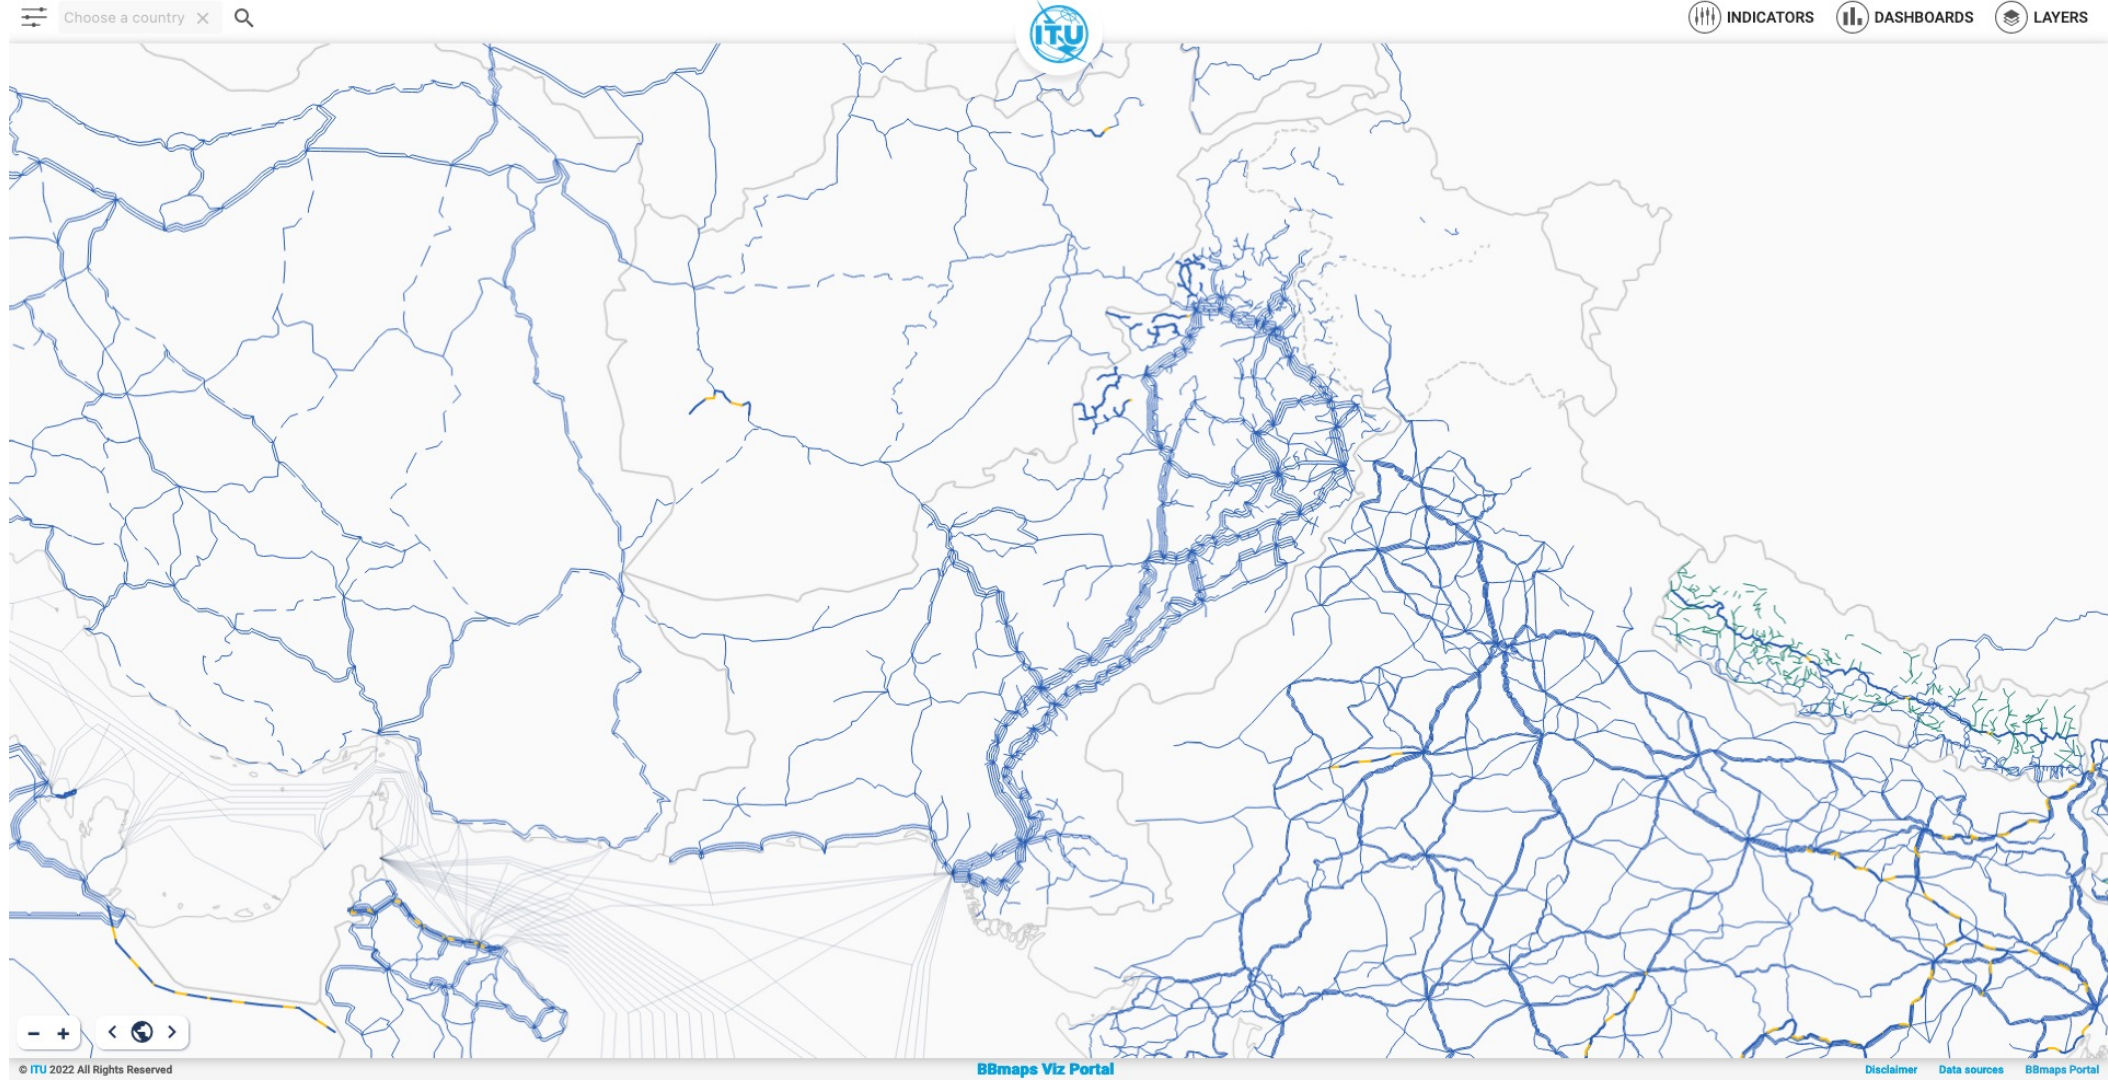 Choose a country
ITU
INDICATORS
DASHBOARDS
LAYERS
© ITU 2022 All Rights Reserved
BBmaps Viz Portal
Disclaimer
Data sources
BBmaps Portal